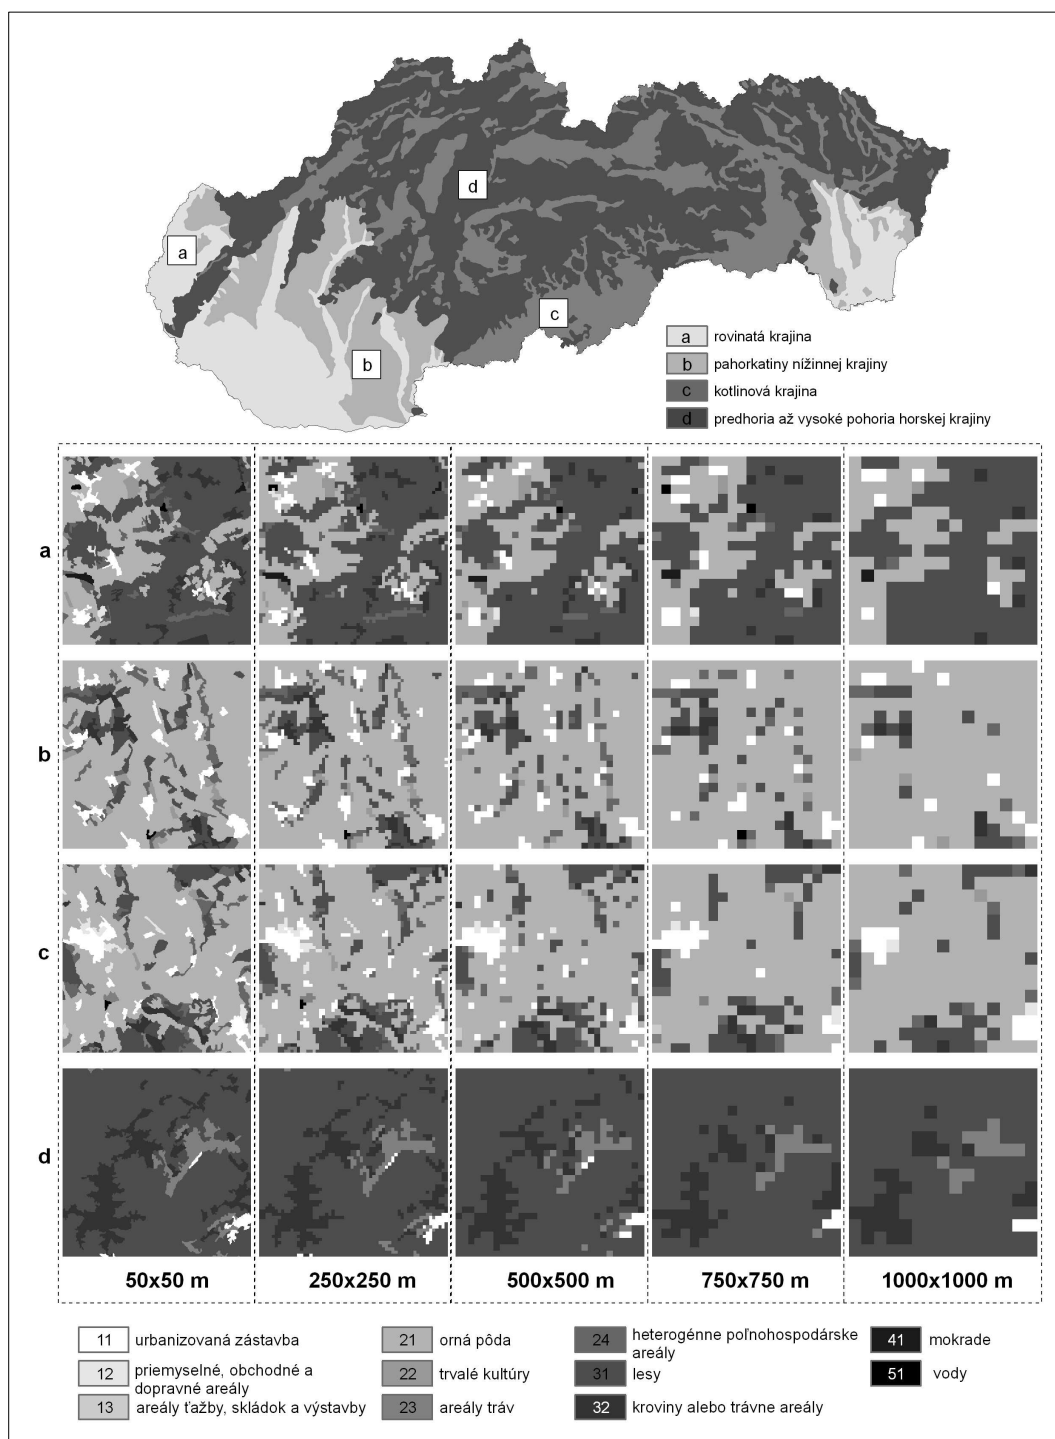 d
a
c
b
a rovinatá krajina
b pahorkatiny nížinnej krajiny
c kotlinová krajina
d predhoria až vysoké pohoria horskej krajiny
a
b
c
d
50x50 m 250x250 m 500x500 m 750x750 m 1000x1000 m
11 urbanizovaná zástavba
12 priemyselné, obchodné a
dopravné areály
13 areály ťažby, skládok a výstavby
21 orná pôda
22 trvalé kultúry
23 areály tráv
24 heterogénne poľnohospodárske
areály
31 lesy
32 kroviny alebo trávne areály
41 mokrade
51 vody